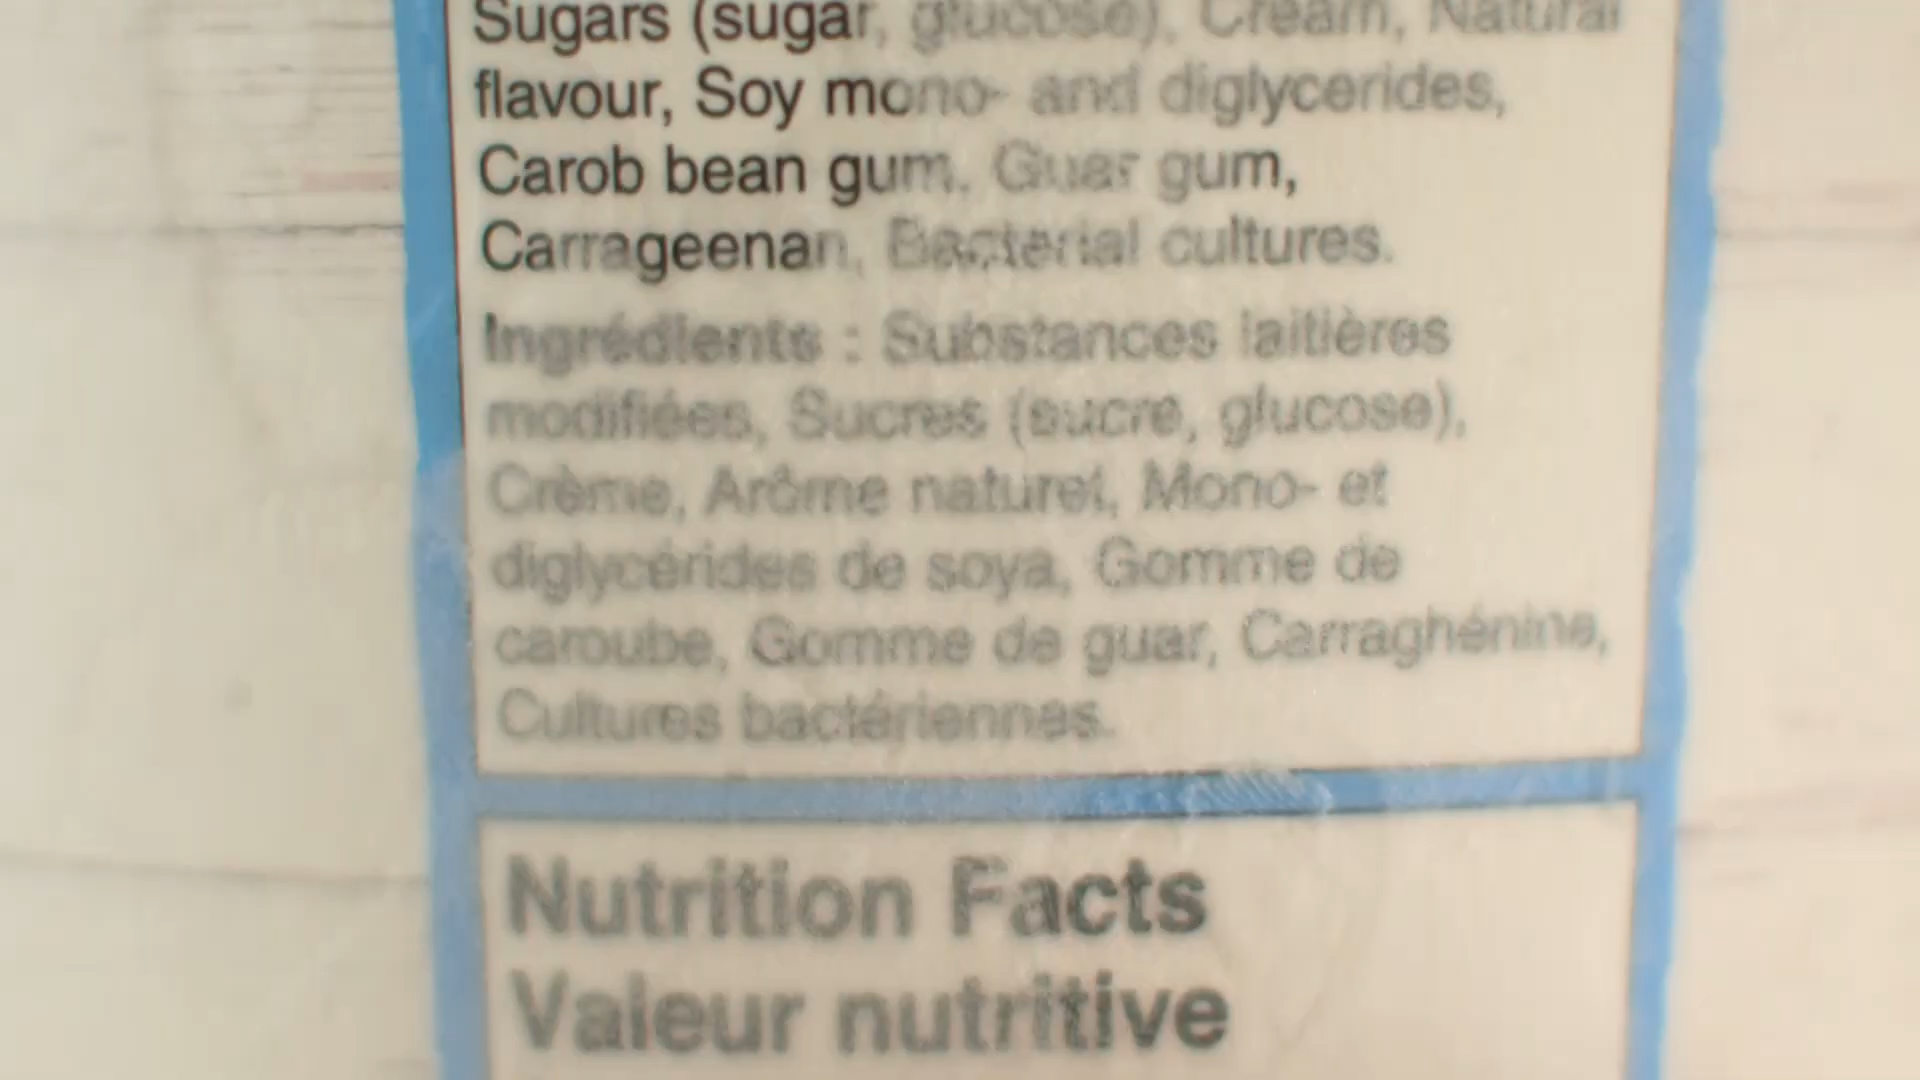 Sugars (sugar, glucose), Cream, Natural
flavour, Soy mono- and diglycerides,
Carob bean gum, Guar gum,
Carrageenan, Bacterial cultures.
Ingrédients : Substances laitières
modifiées, Sucres (sucre, glucose),
Crème, Arôme naturel, Mono- et
diglycérides de soya, Gomme de
caroube, Gomme de guar, Carraghénine,
Cultures bactériennes.
Nutrition Facts
Valeur nutritive